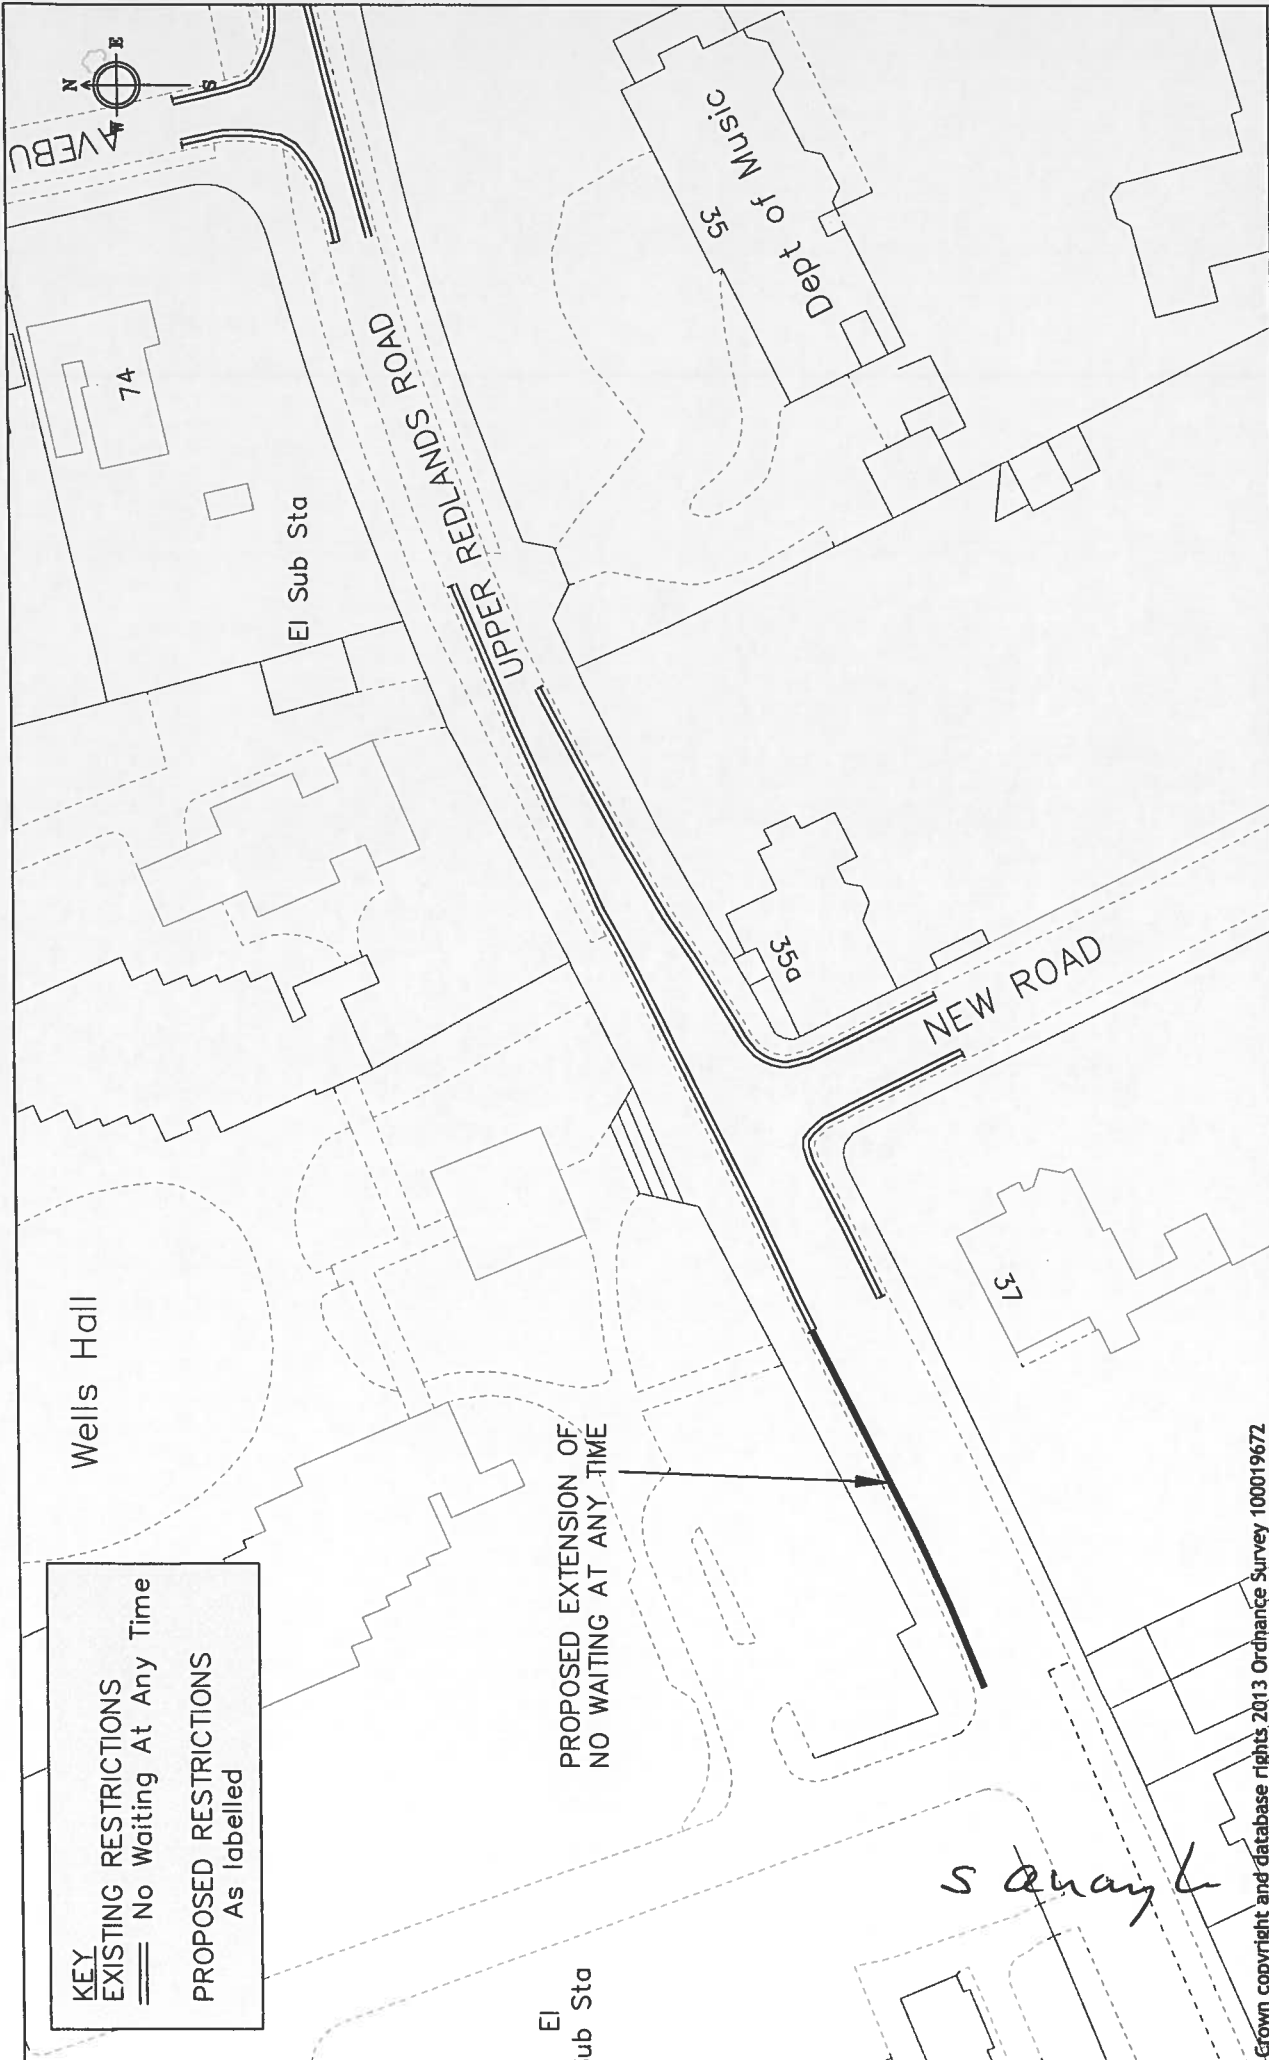 KEY
EXISTING RESTRICTIONS
No Waiting At Any Time
PROPOSED RESTRICTIONS
As labelled
Wells Hall
El Sub Sta
74
AVEBU
N
E
S
W
UPPER REDLANDS ROAD
35
Dept of Music
35a
NEW ROAD
37
PROPOSED EXTENSION OF
NO WAITING AT ANY TIME
El
ub Sta
Crown copyright and database rights 2013 Ordnance Survey 100019672